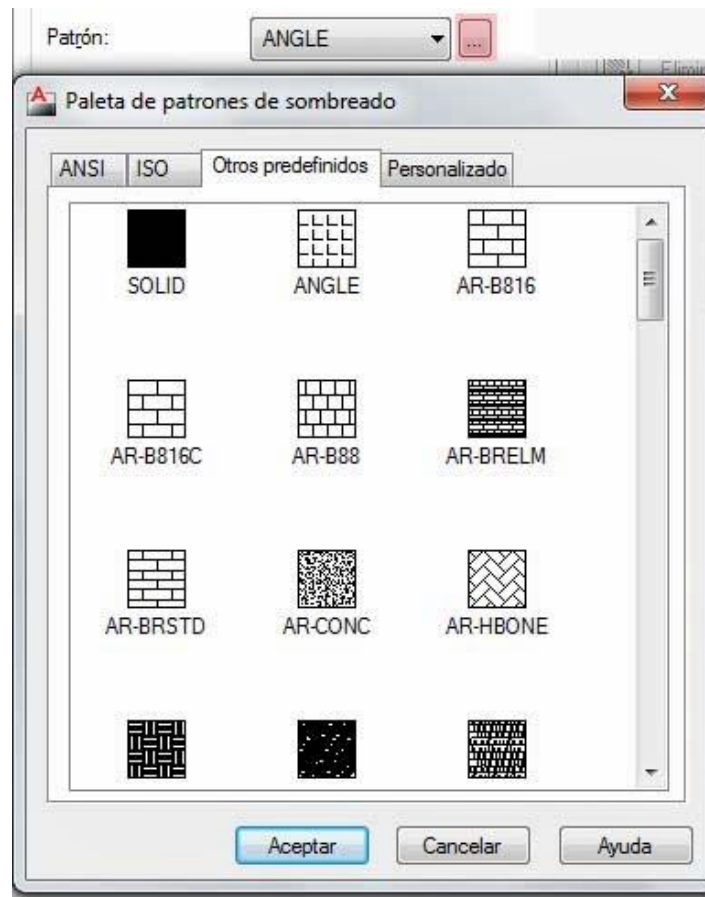 Patrón: ANGLE ...
Elimin
Paleta de patrones de sombreado
ANSI ISO Otros predefinidos Personalizado
SOLID ANGLE AR-B816
AR-B816C AR-B88 AR-BRELM
AR-BRSTD AR-CONC AR-HBONE
Aceptar Cancelar Ayuda